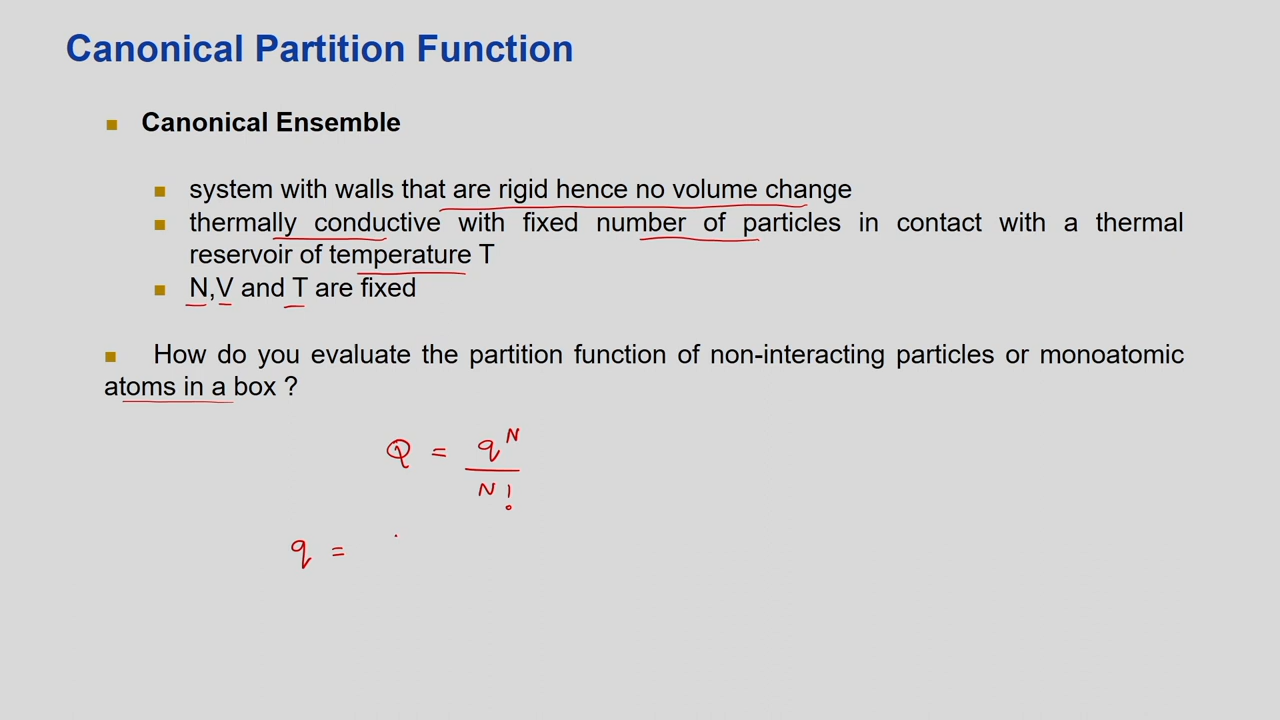 Canonical Partition Function
Canonical Ensemble
system with walls that are rigid hence no volume change
thermally conductive with fixed number of particles in contact with a thermal
reservoir of temperature T
N,V and T are fixed
How do you evaluate the partition function of non-interacting particles or monoatomic
atoms in a box ?
Q = q^N
N!
q =